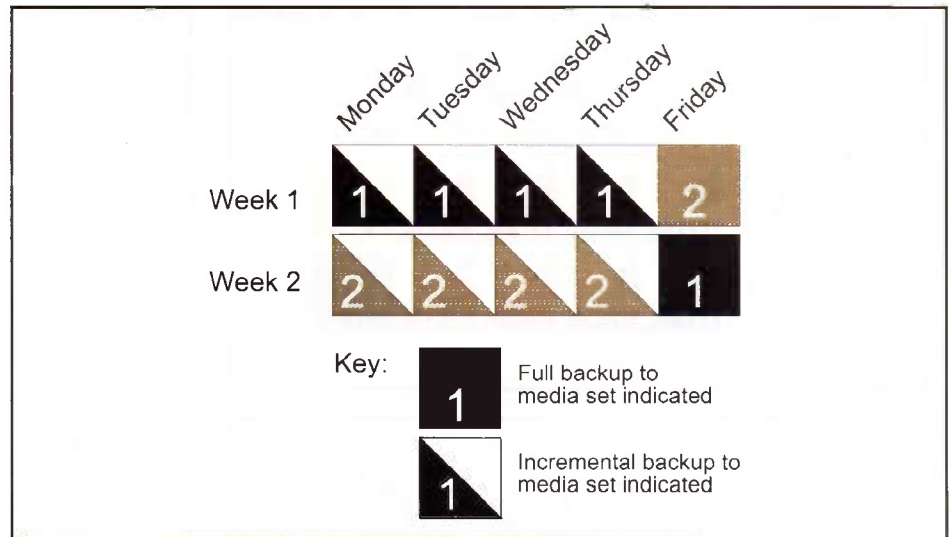 Monday Tuesday Wednesday Thursday Friday
Week 1 1 1 1 1 2
Week 2 2 2 2 2 1
Key:
1
Full backup to
media set indicated
1
Incremental backup to
media set indicated